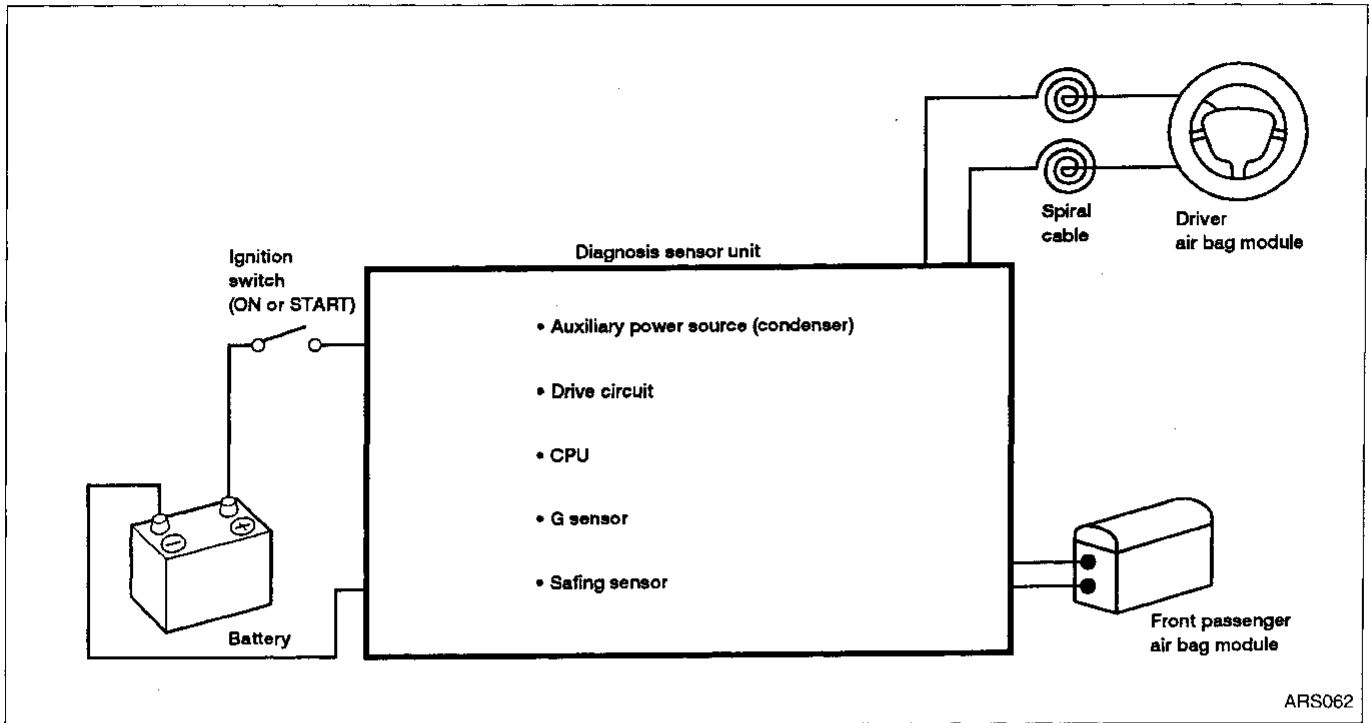 Spiral
cable
Driver
air bag module
Diagnosis sensor unit
Ignition
switch
(ON or START)
• Auxiliary power source (condenser)
• Drive circuit
• CPU
• G sensor
• Safing sensor
−
+
Battery
Front passenger
air bag module
ARS062